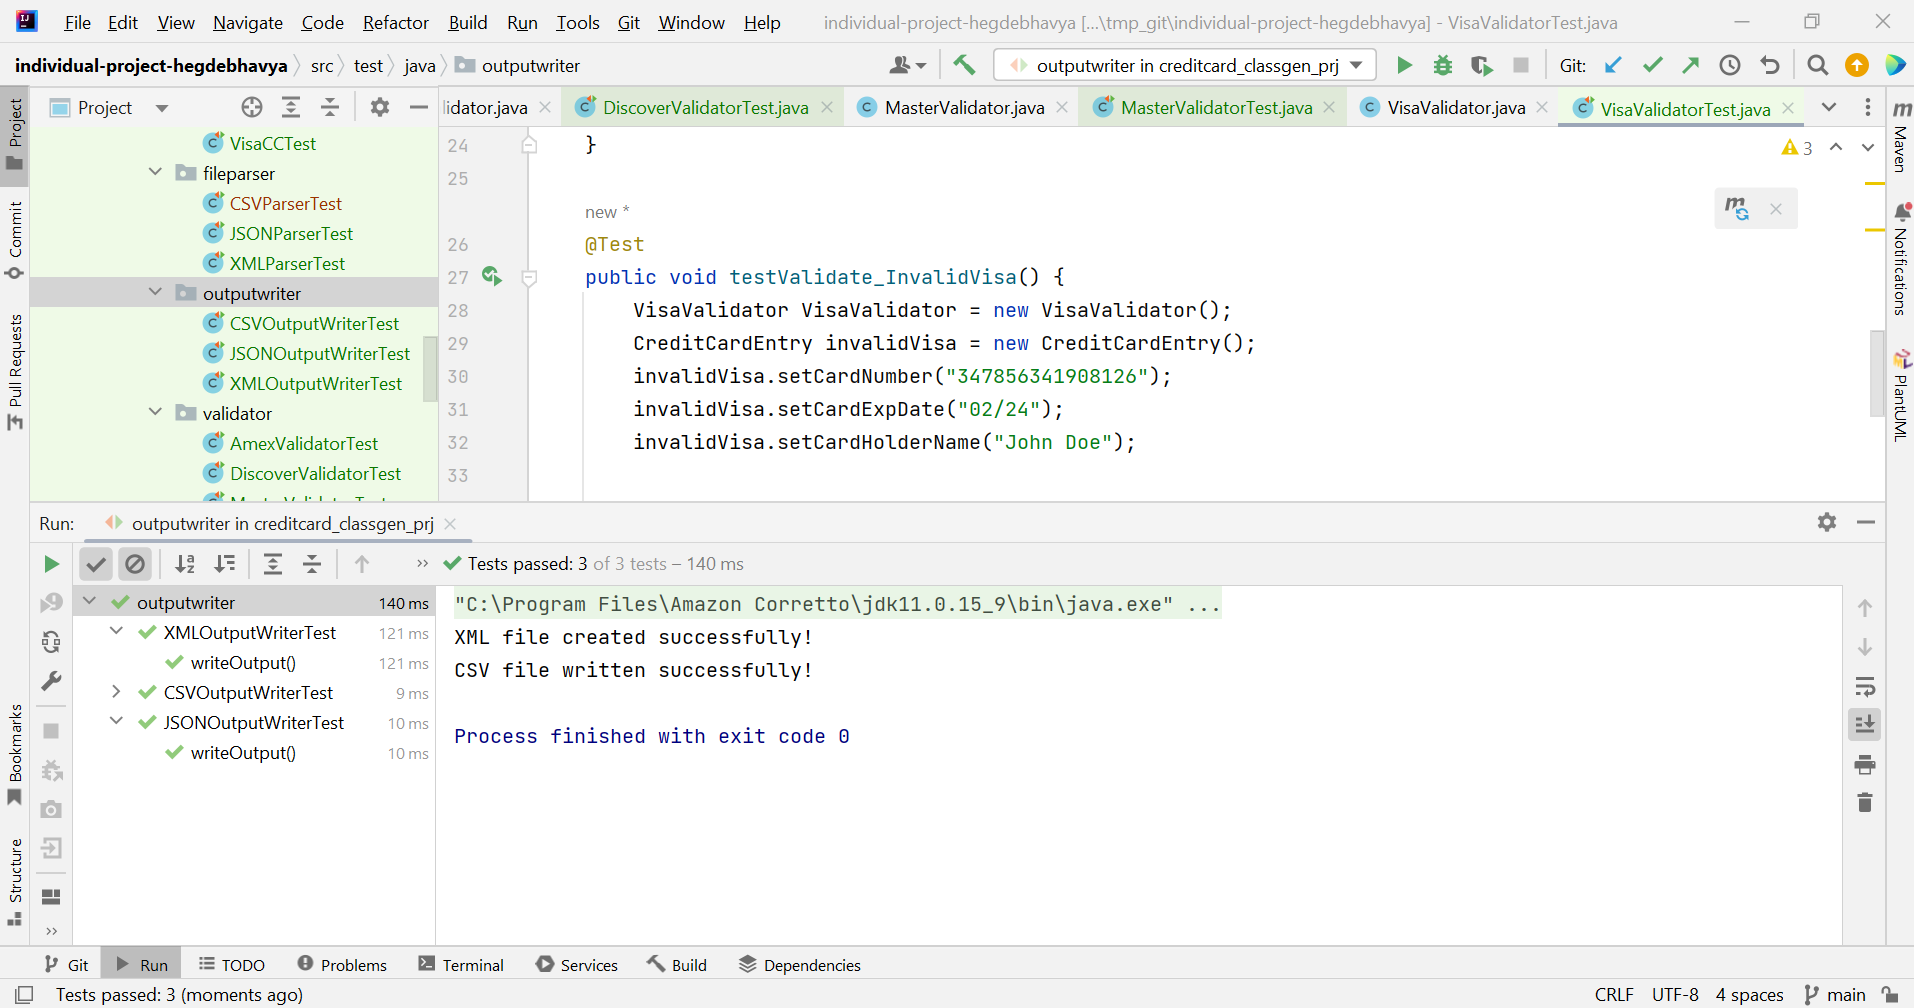 File Edit View Navigate Code Refactor Build Run Tools Git Window Help individual-project-hegdebhavya [...\tmp_git\individual-project-hegdebhavya] - VisaValidatorTest.java
individual-project-hegdebhavya src test java outputwriter outputwriter in creditcard_classgen_prj Git:
Project
lidator.java DiscoverValidatorTest.java MasterValidator.java MasterValidatorTest.java VisaValidator.java VisaValidatorTest.java
Project
Commit
Pull Requests
Bookmarks
Structure
VisaCCTest
fileparser
CSVParserTest
JSONParserTest
XMLParserTest
outputwriter
CSVOutputWriterTest
JSONOutputWriterTest
XMLOutputWriterTest
validator
AmexValidatorTest
DiscoverValidatorTest
MasterValidatorTest
24 }
25
new *
26 @Test
27 public void testValidate_InvalidVisa() {
28 VisaValidator VisaValidator = new VisaValidator();
29 CreditCardEntry invalidVisa = new CreditCardEntry();
30 invalidVisa.setCardNumber("347856341908126");
31 invalidVisa.setCardExpDate("02/24");
32 invalidVisa.setCardHolderName("John Doe");
33
3
m
Maven
Notifications
PlantUML
Run: outputwriter in creditcard_classgen_prj
Tests passed: 3 of 3 tests – 140 ms
outputwriter 140 ms
XMLOutputWriterTest 121 ms
writeOutput() 121 ms
CSVOutputWriterTest 9 ms
JSONOutputWriterTest 10 ms
writeOutput() 10 ms
"C:\Program Files\Amazon Corretto\jdk11.0.15_9\bin\java.exe" ...
XML file created successfully!
CSV file written successfully!
Process finished with exit code 0
Git Run TODO Problems Terminal Services Build Dependencies
Tests passed: 3 (moments ago) CRLF UTF-8 4 spaces main